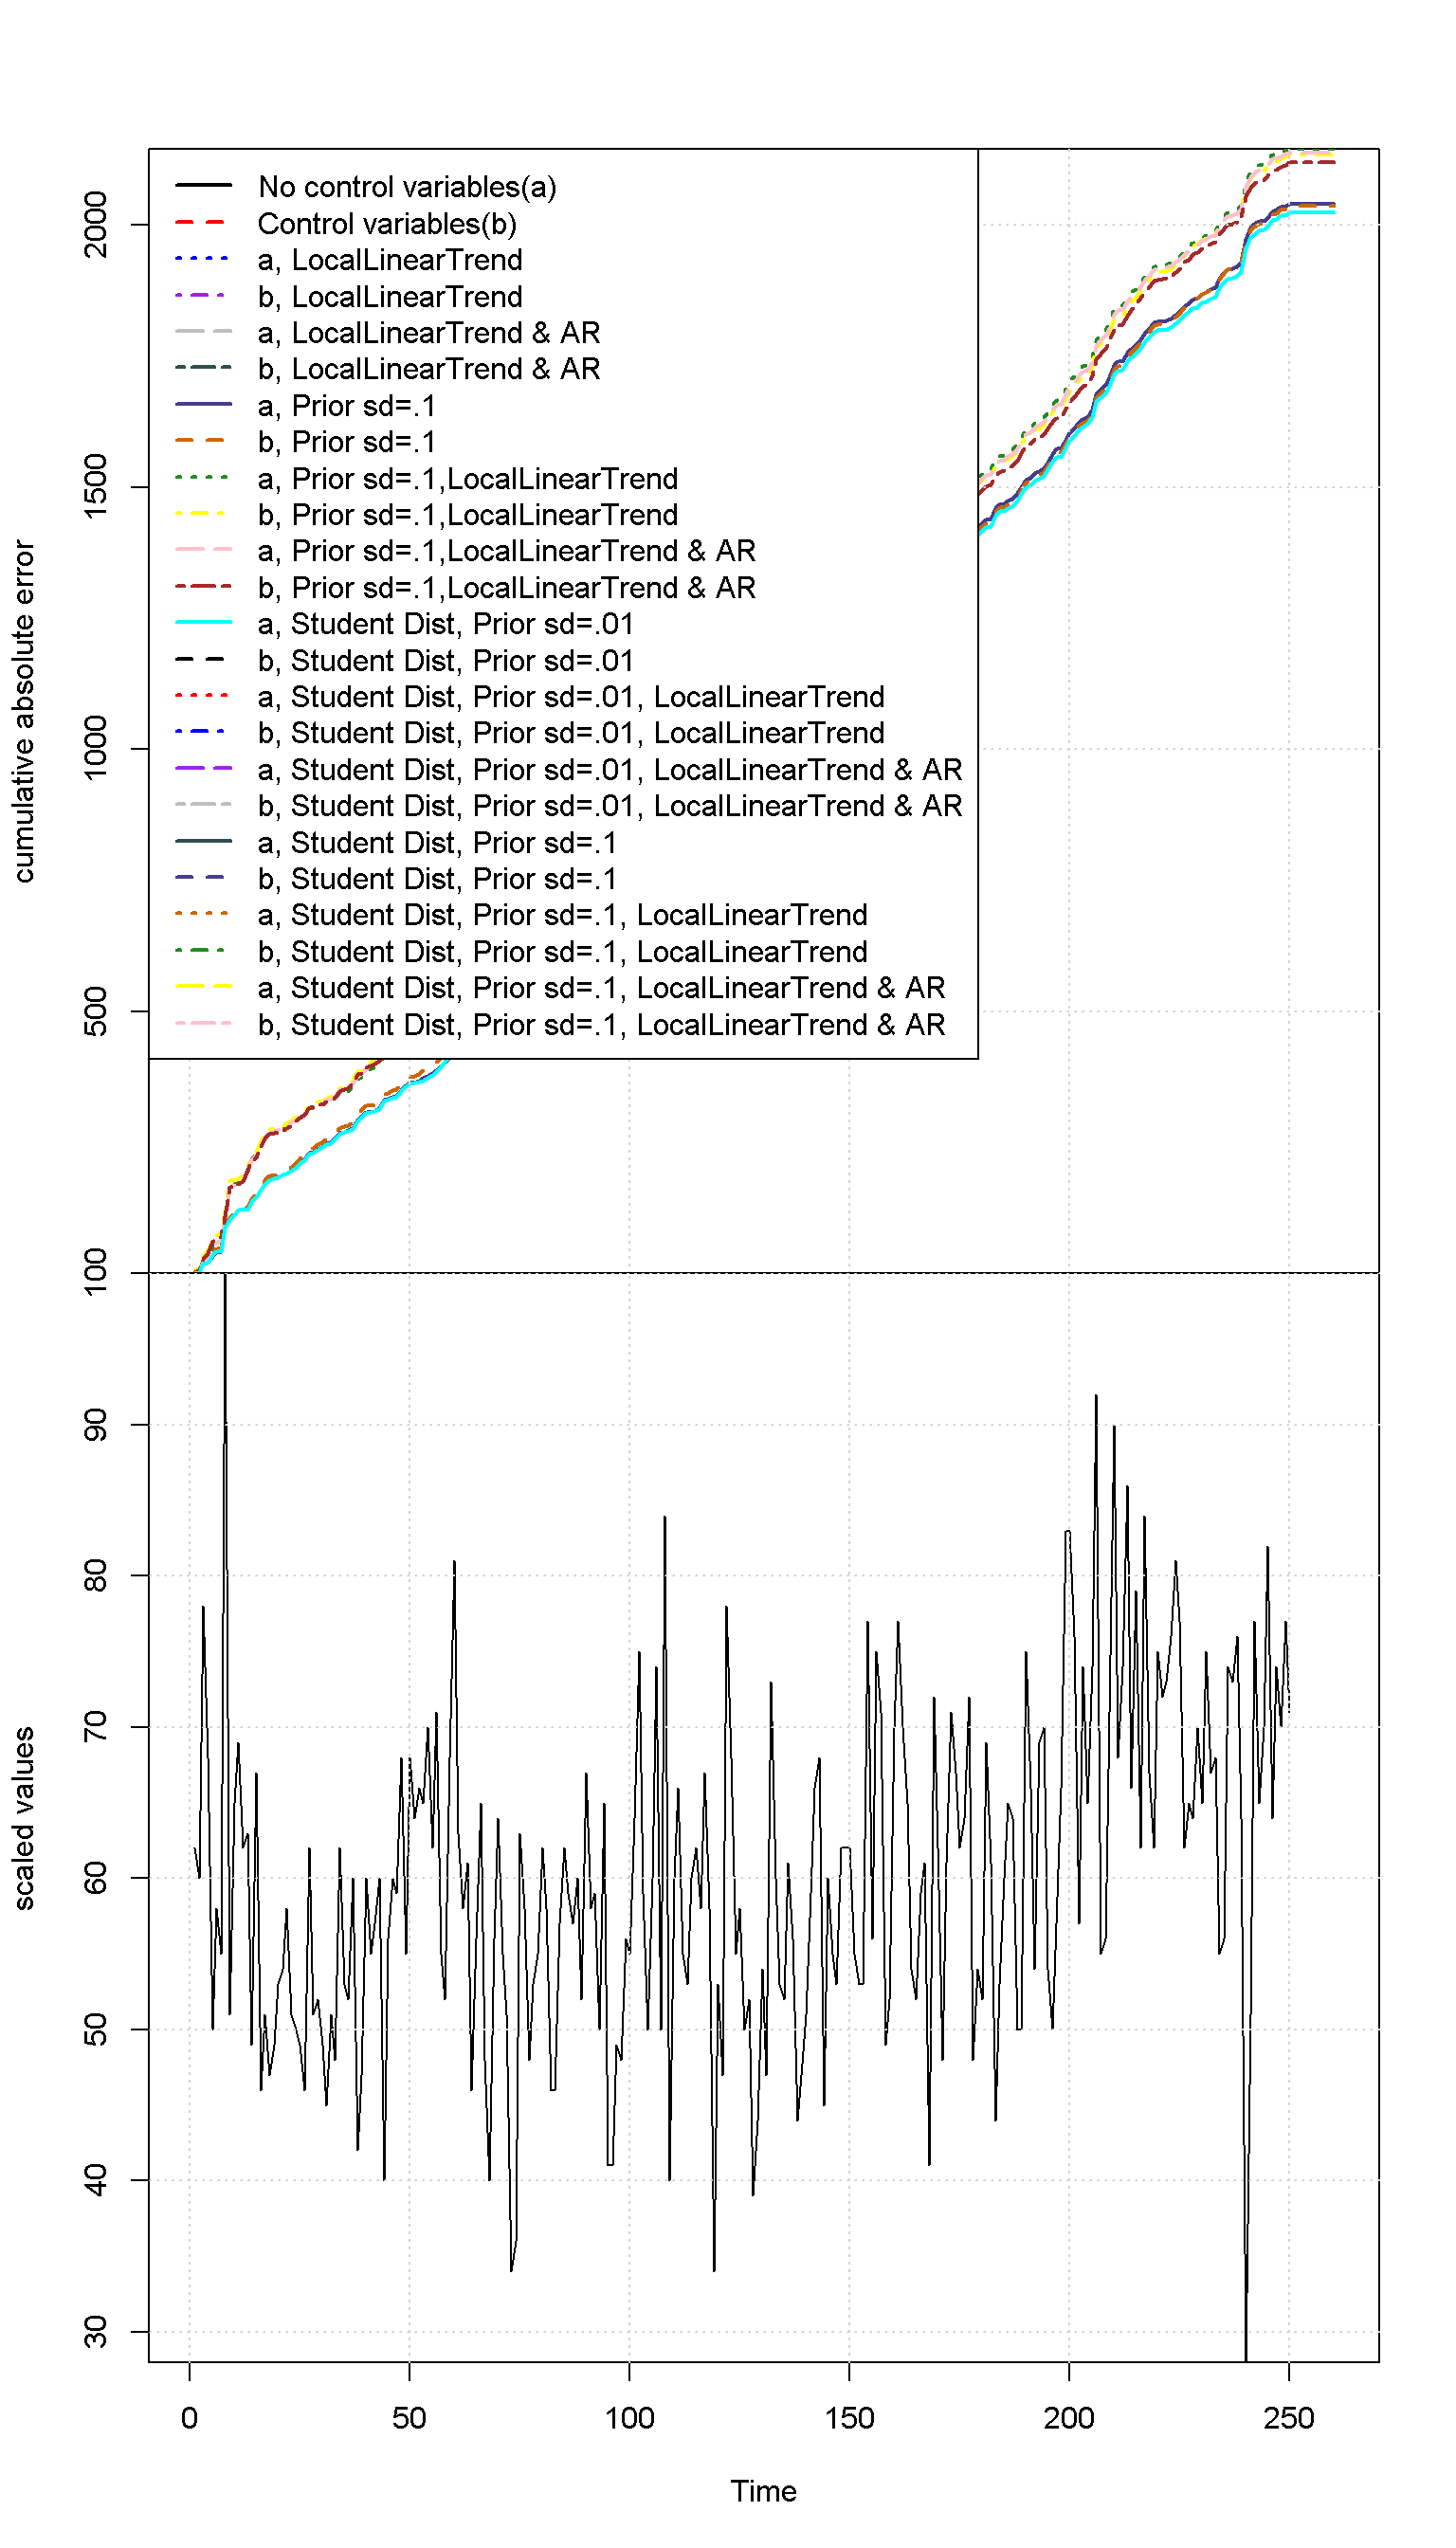 No control variables(a)
Control variables(b)
a, LocalLinearTrend
b, LocalLinearTrend
a, LocalLinearTrend & AR
b, LocalLinearTrend & AR
a, Prior sd=.1
b, Prior sd=.1
a, Prior sd=.1,LocalLinearTrend
b, Prior sd=.1,LocalLinearTrend
a, Prior sd=.1,LocalLinearTrend & AR
b, Prior sd=.1,LocalLinearTrend & AR
a, Student Dist, Prior sd=.01
b, Student Dist, Prior sd=.01
a, Student Dist, Prior sd=.01, LocalLinearTrend
b, Student Dist, Prior sd=.01, LocalLinearTrend
a, Student Dist, Prior sd=.01, LocalLinearTrend & AR
b, Student Dist, Prior sd=.01, LocalLinearTrend & AR
a, Student Dist, Prior sd=.1
b, Student Dist, Prior sd=.1
a, Student Dist, Prior sd=.1, LocalLinearTrend
b, Student Dist, Prior sd=.1, LocalLinearTrend
a, Student Dist, Prior sd=.1, LocalLinearTrend & AR
b, Student Dist, Prior sd=.1, LocalLinearTrend & AR
cumulative absolute error
2000
1500
1000
500
100
90
80
70
60
50
40
30
scaled values
0 50 100 150 200 250
Time